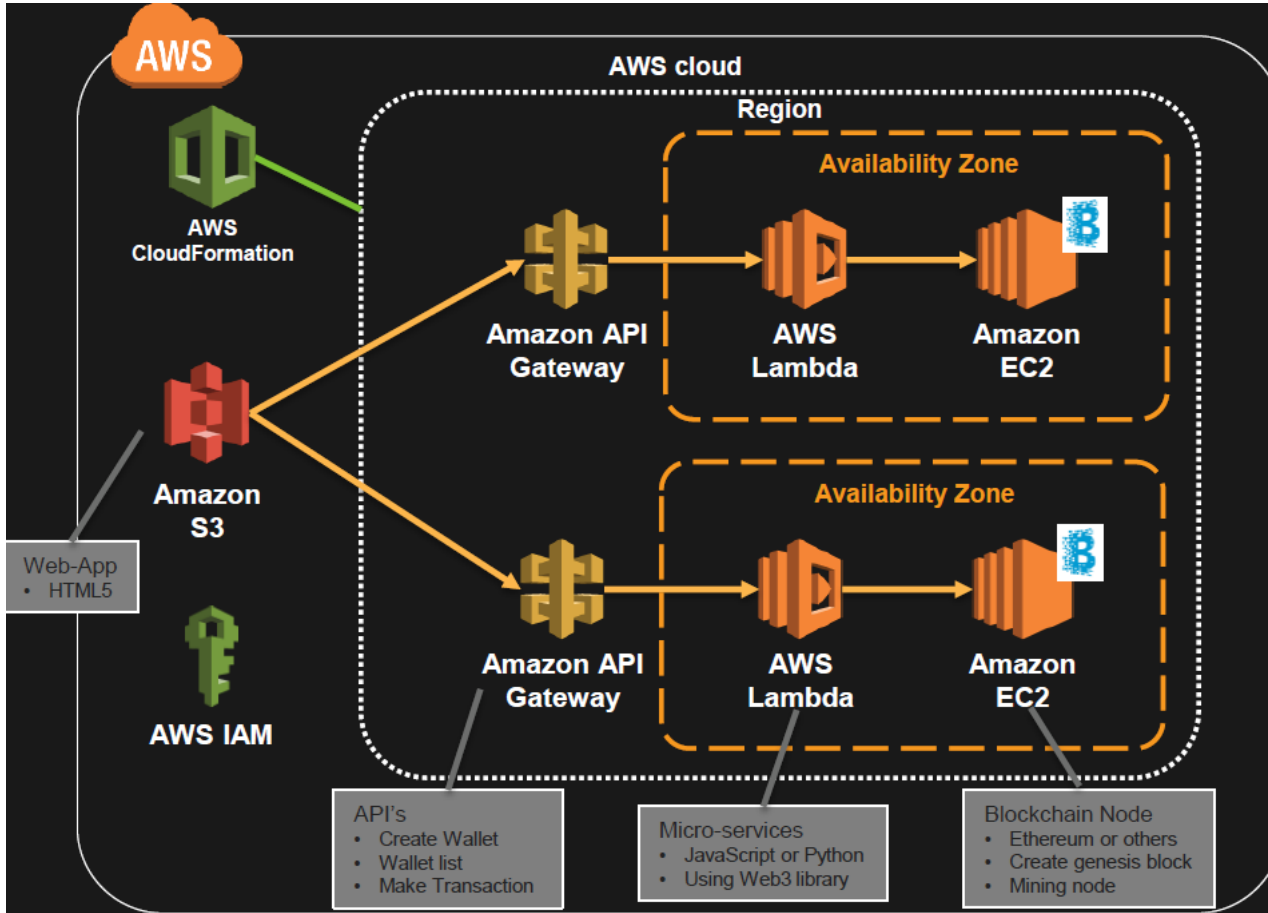 AWS
AWS cloud
Region
AWS
CloudFormation
Availability Zone
Amazon API
Gateway
AWS
Lambda
Amazon
EC2
B
Amazon
S3
Web-App
• HTML5
AWS IAM
Availability Zone
Amazon API
Gateway
AWS
Lambda
Amazon
EC2
B
API's
• Create Wallet
• Wallet list
• Make Transaction
Micro-services
• JavaScript or Python
• Using Web3 library
Blockchain Node
• Ethereum or others
• Create genesis block
• Mining node